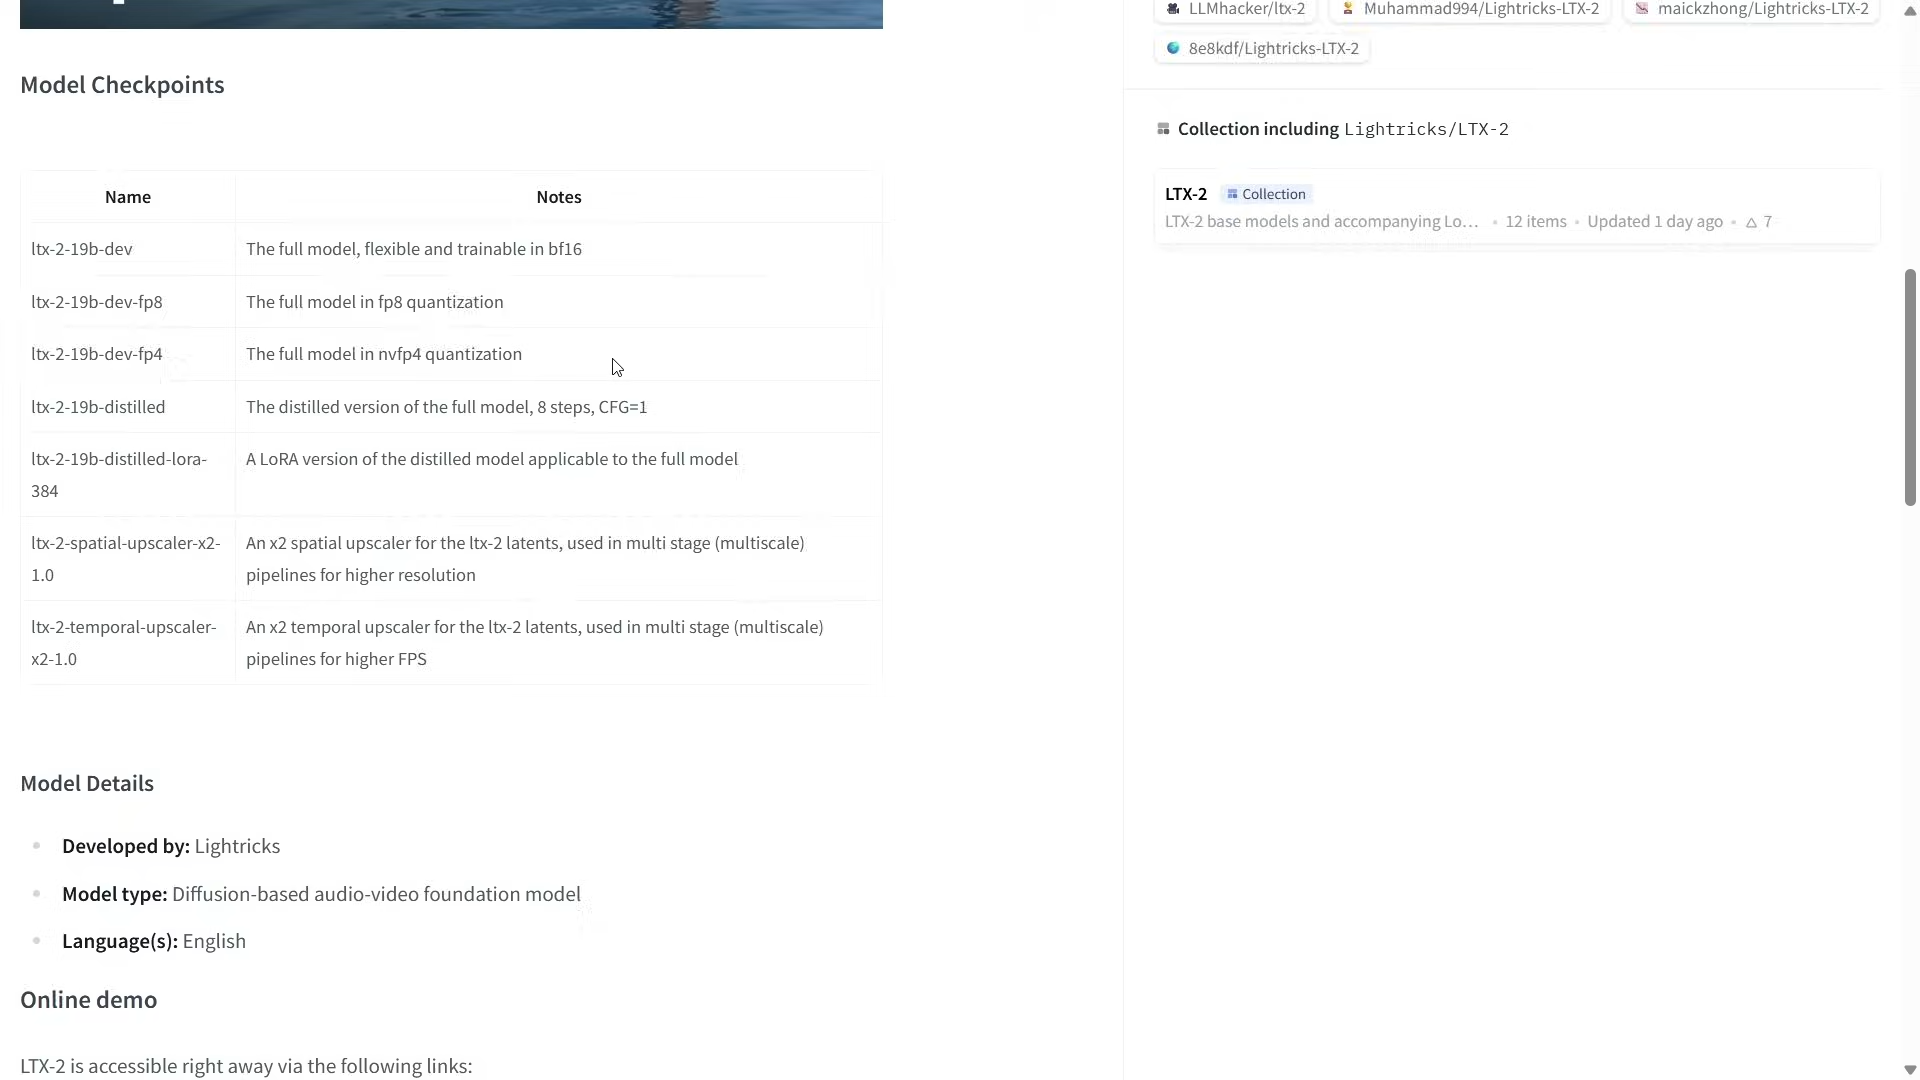 Model Checkpoints
Name Notes
ltx-2-19b-dev The full model, flexible and trainable in bf16
ltx-2-19b-dev-fp8 The full model in fp8 quantization
ltx-2-19b-dev-fp4 The full model in nvfp4 quantization
ltx-2-19b-distilled The distilled version of the full model, 8 steps, CFG=1
ltx-2-19b-distilled-lora- A LoRA version of the distilled model applicable to the full model
384
ltx-2-spatial-upscaler-x2- An x2 spatial upscaler for the ltx-2 latents, used in multi stage (multiscale)
1.0 pipelines for higher resolution
ltx-2-temporal-upscaler- An x2 temporal upscaler for the ltx-2 latents, used in multi stage (multiscale)
x2-1.0 pipelines for higher FPS
Model Details
Developed by: Lightricks
Model type: Diffusion-based audio-video foundation model
Language(s): English
Online demo
LTX-2 is accessible right away via the following links:
LLMhacker/ltx-2 Muhammad994/Lightricks-LTX-2 maickzhong/Lightricks-LTX-2
8e8kdf/Lightricks-LTX-2
Collection including Lightricks/LTX-2
LTX-2 Collection
LTX-2 base models and accompanying Lo... • 12 items • Updated 1 day ago • △ 7